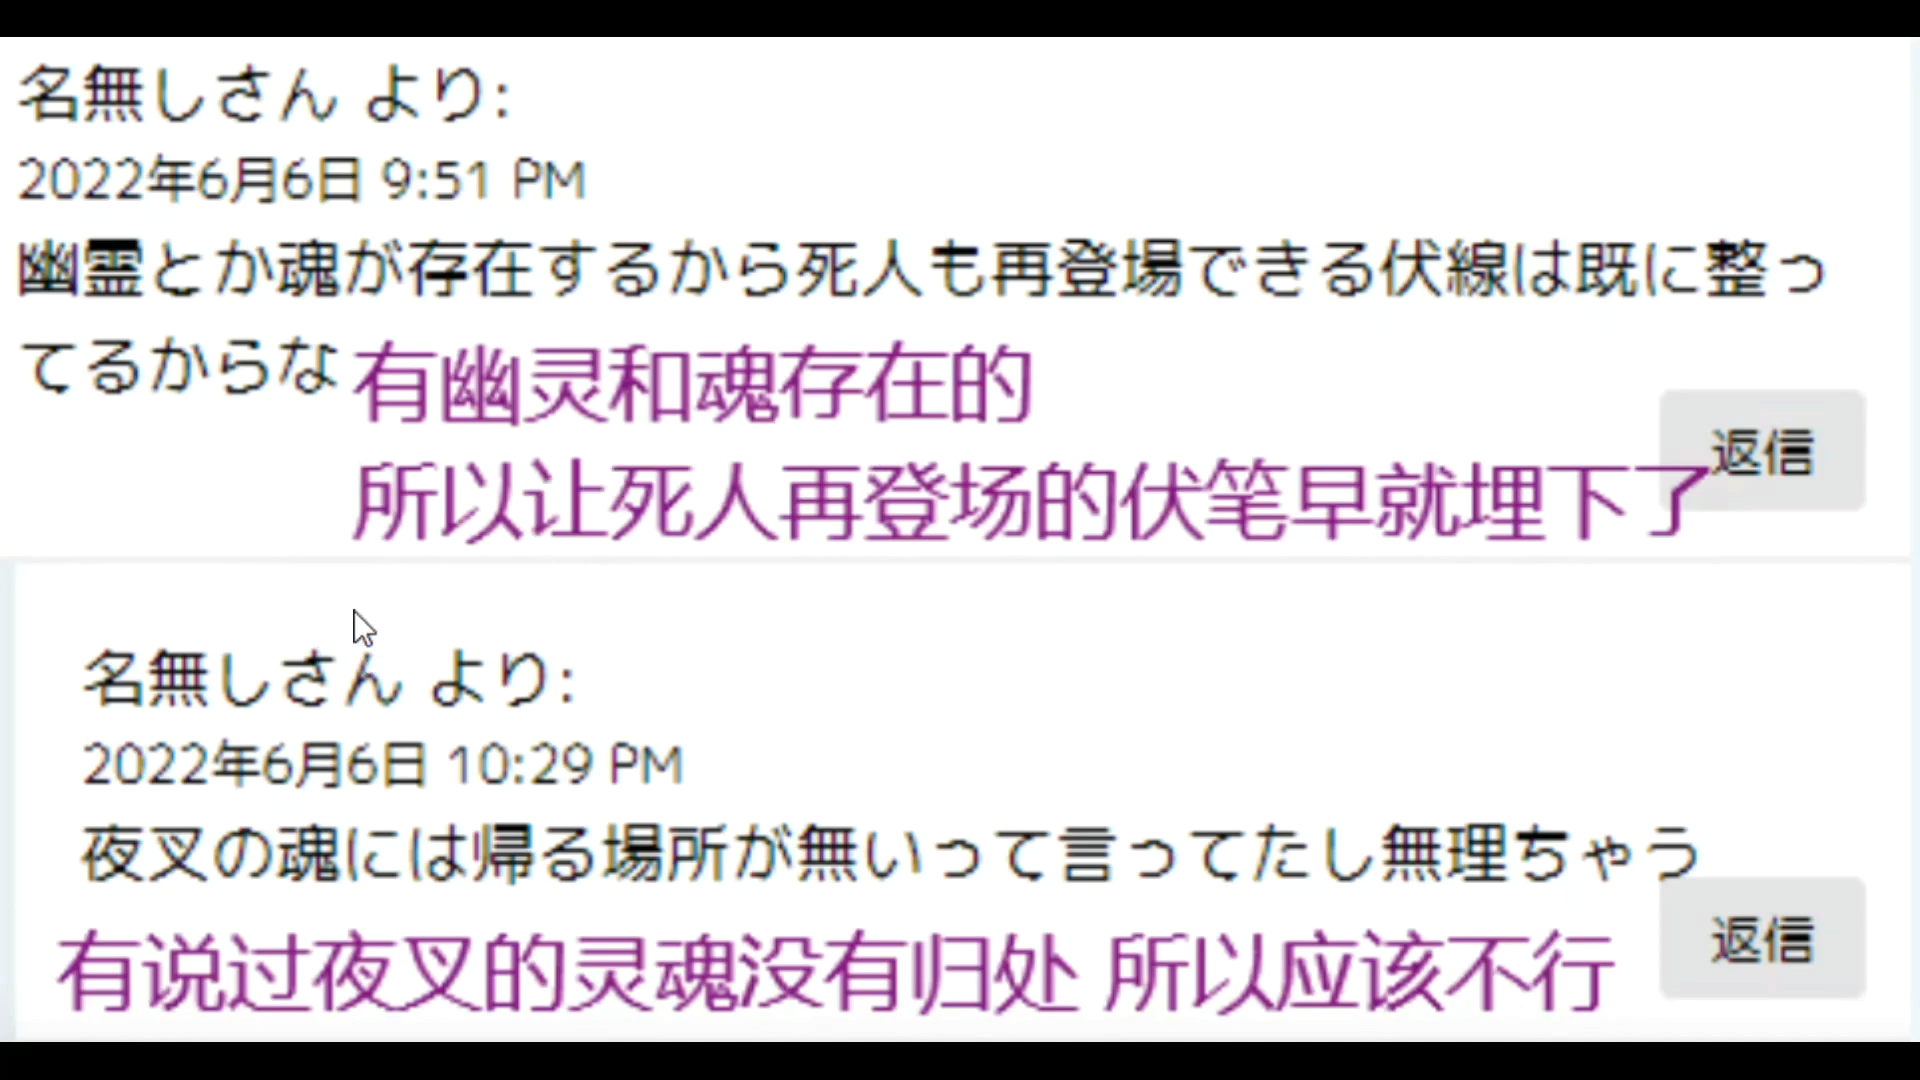 名無しさん より:
2022年6月6日 9:51 PM
幽霊とか魂が存在するから死人も再登場できる伏線は既に整っ
てるからな
有幽灵和魂存在的
返信
所以让死人再登场的伏笔早就埋下了
名無しさん より:
2022年6月6日 10:29 PM
夜叉の魂には帰る場所が無いって言ってたし無理ちゃう
返信
有说过夜叉的灵魂没有归处 所以应该不行